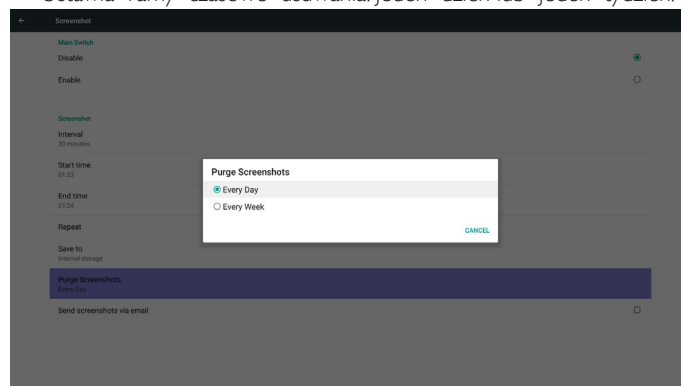 Screenshot
Main Switch
Disable
Enable
Screenshot
Interval
30 minutes
Start time
01:23
End time
01:24
Repeat
Save to
Internal storage
Purge Screenshots
Every Day
Send screenshots via email
Purge Screenshots
Every Day
Every Week
CANCEL